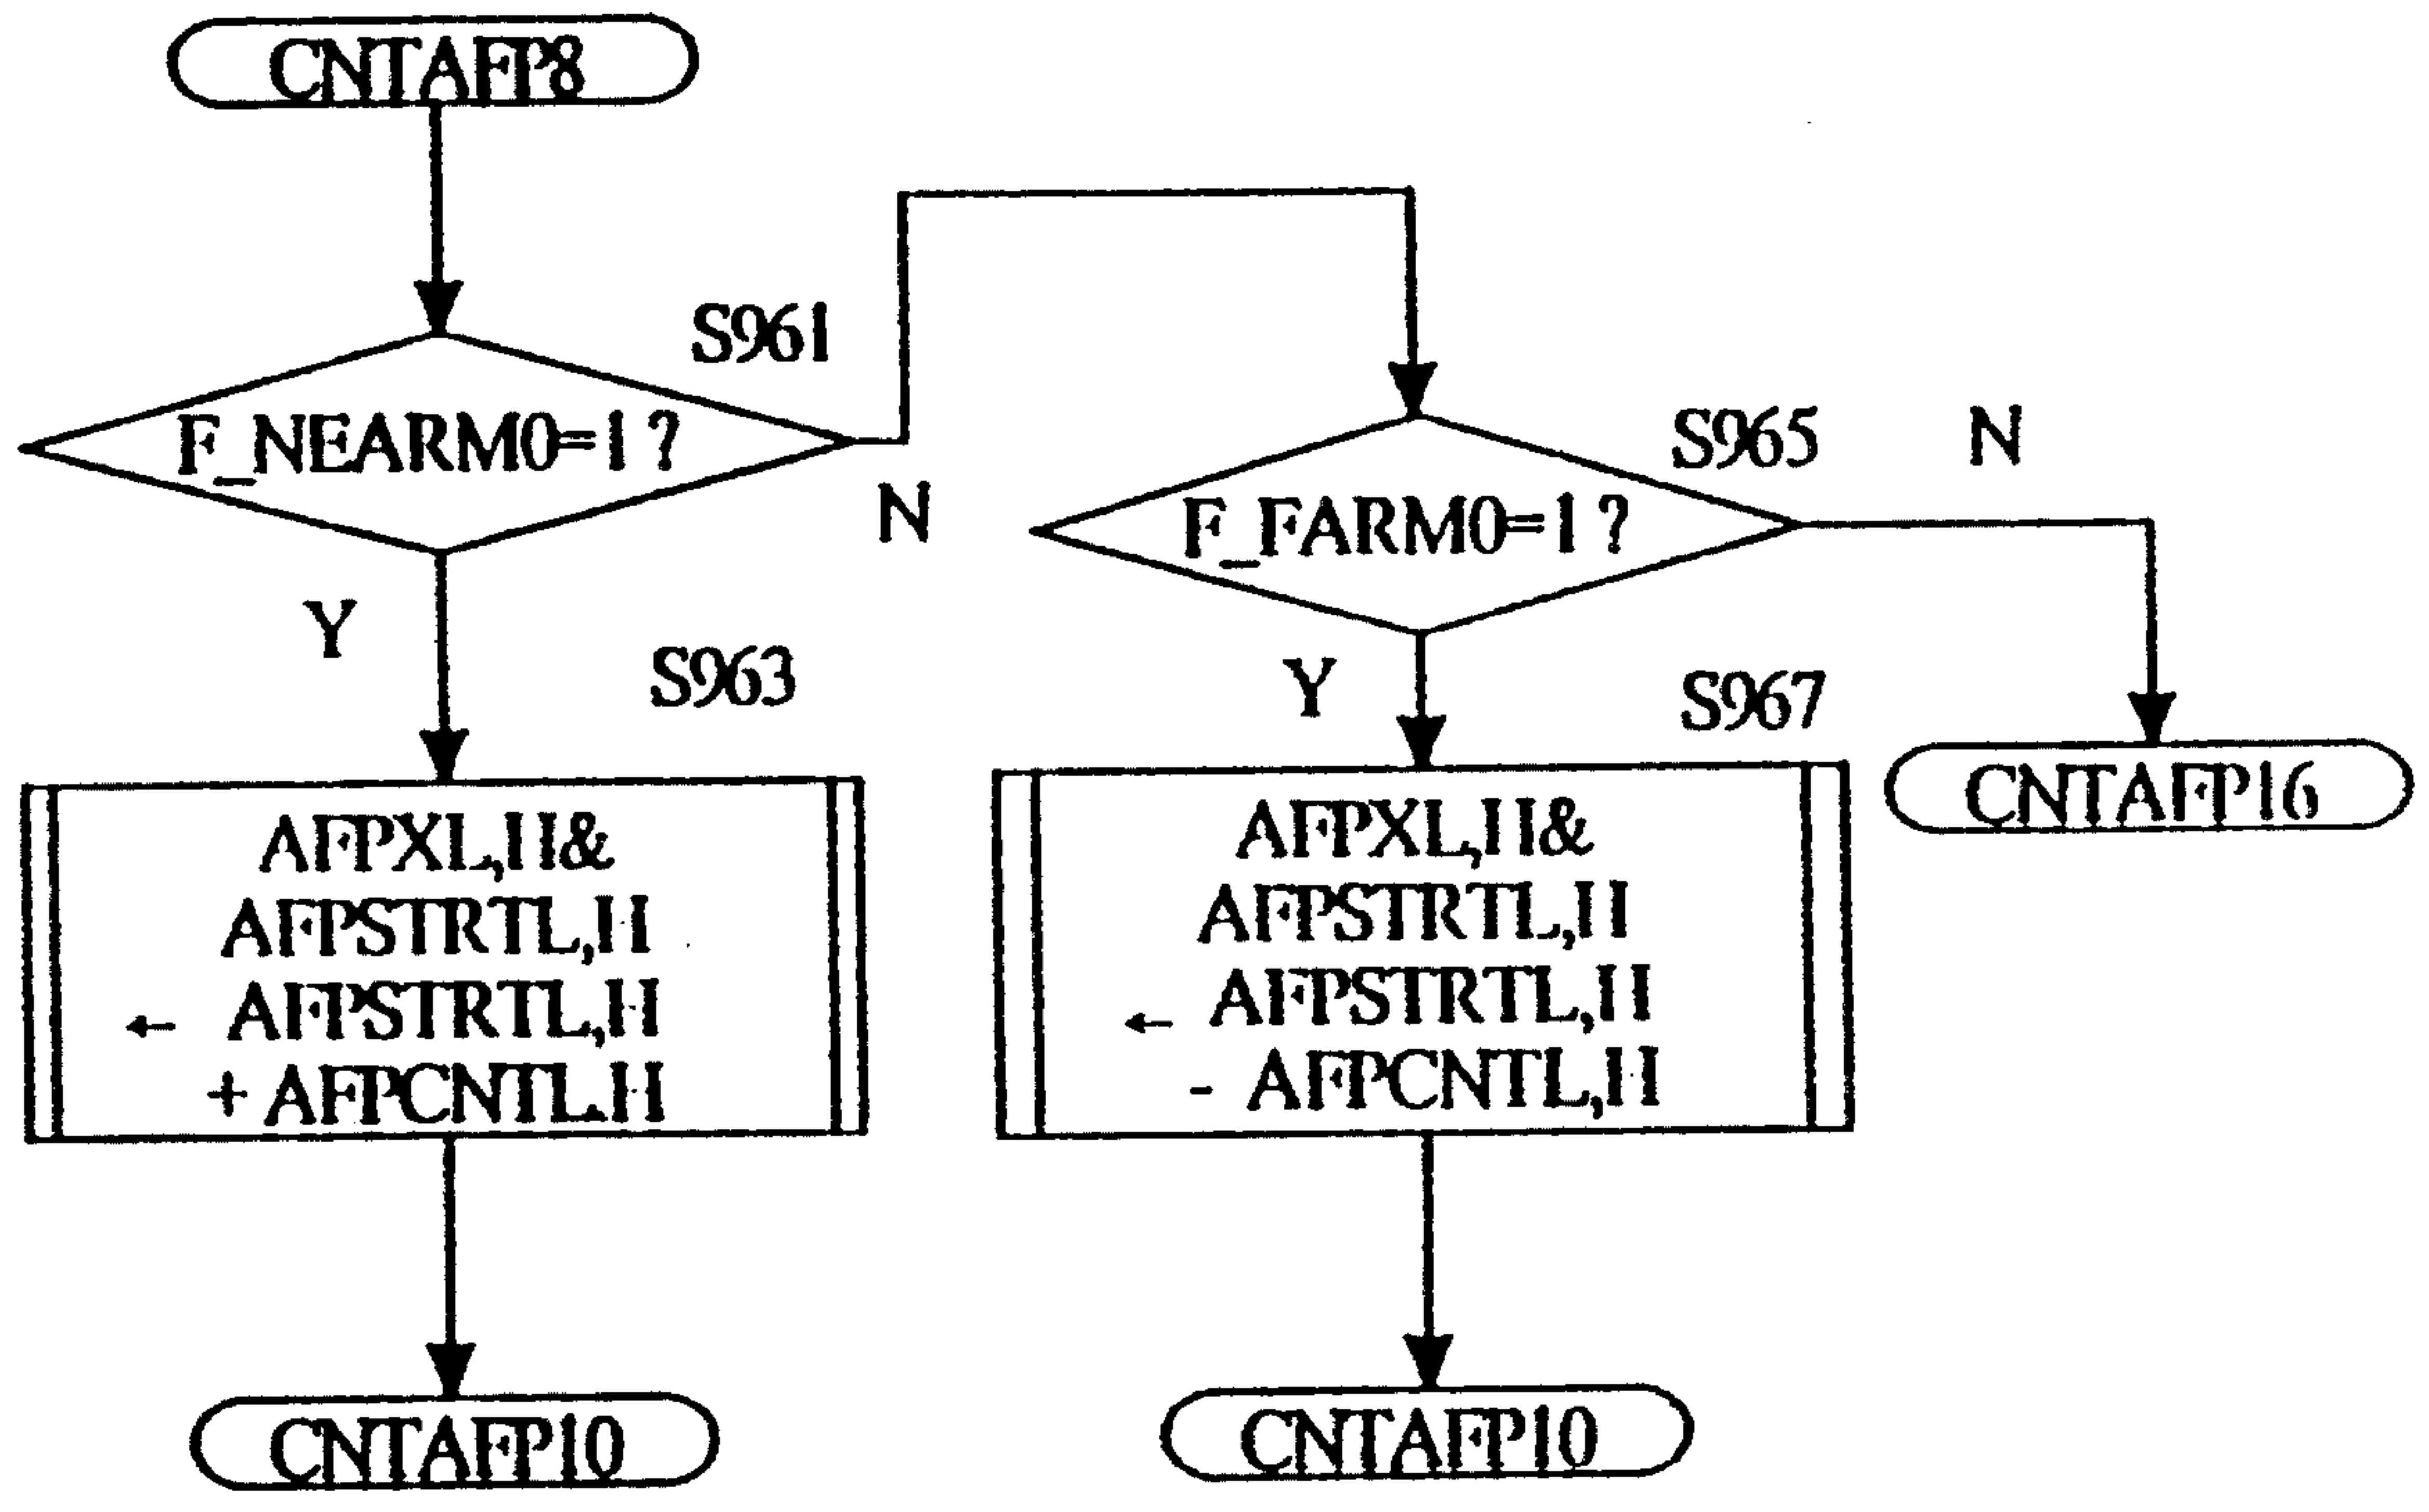 CNTAFP8
S961
F_NEARM0=1?
N
Y
S963
AFPXL,H&
AFPSTRTL,H
← AFPSTRTL,H
+ AFPCNTL,H
CNTAFP10
S965
N
F_FARM0=1?
Y
S967
AFPXL,H&
AFPSTRTL,H
← AFPSTRTL,H
- AFPCNTL,H
CNTAFP16
CNTAFP10